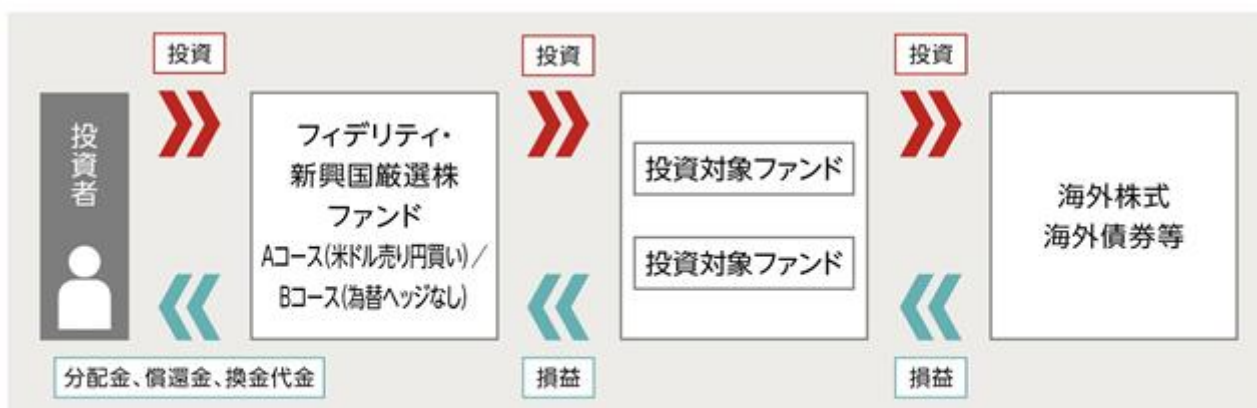 投資
投資
投資
投資者
フィデリティ・
新興国厳選株
ファンド
Aコース(米ドル売り円買い)／
Bコース(為替ヘッジなし)
投資対象ファンド
投資対象ファンド
海外株式
海外債券等
分配金、償還金、換金代金
損益
損益